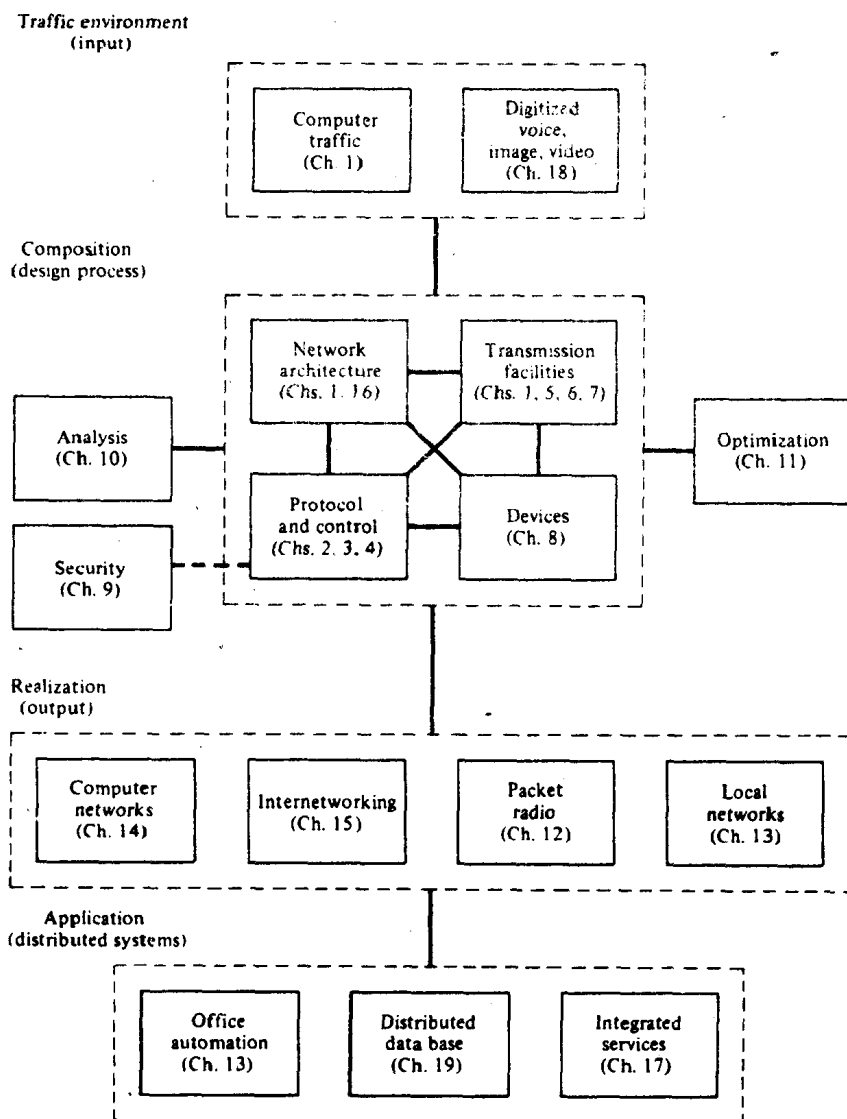 Traffic environment
(input)
Computer
traffic
(Ch. 1)
Digitized
voice,
image, video
(Ch. 18)
Composition
(design process)
Network
architecture
(Chs. 1, 16)
Transmission
facilities
(Chs. 1, 5, 6, 7)
Analysis
(Ch. 10)
Optimization
(Ch. 11)
Protocol
and control
(Chs. 2, 3, 4)
Devices
(Ch. 8)
Security
(Ch. 9)
Realization
(output)
Computer
networks
(Ch. 14)
Internetworking
(Ch. 15)
Packet
radio
(Ch. 12)
Local
networks
(Ch. 13)
Application
(distributed systems)
Office
automation
(Ch. 13)
Distributed
data base
(Ch. 19)
Integrated
services
(Ch. 17)